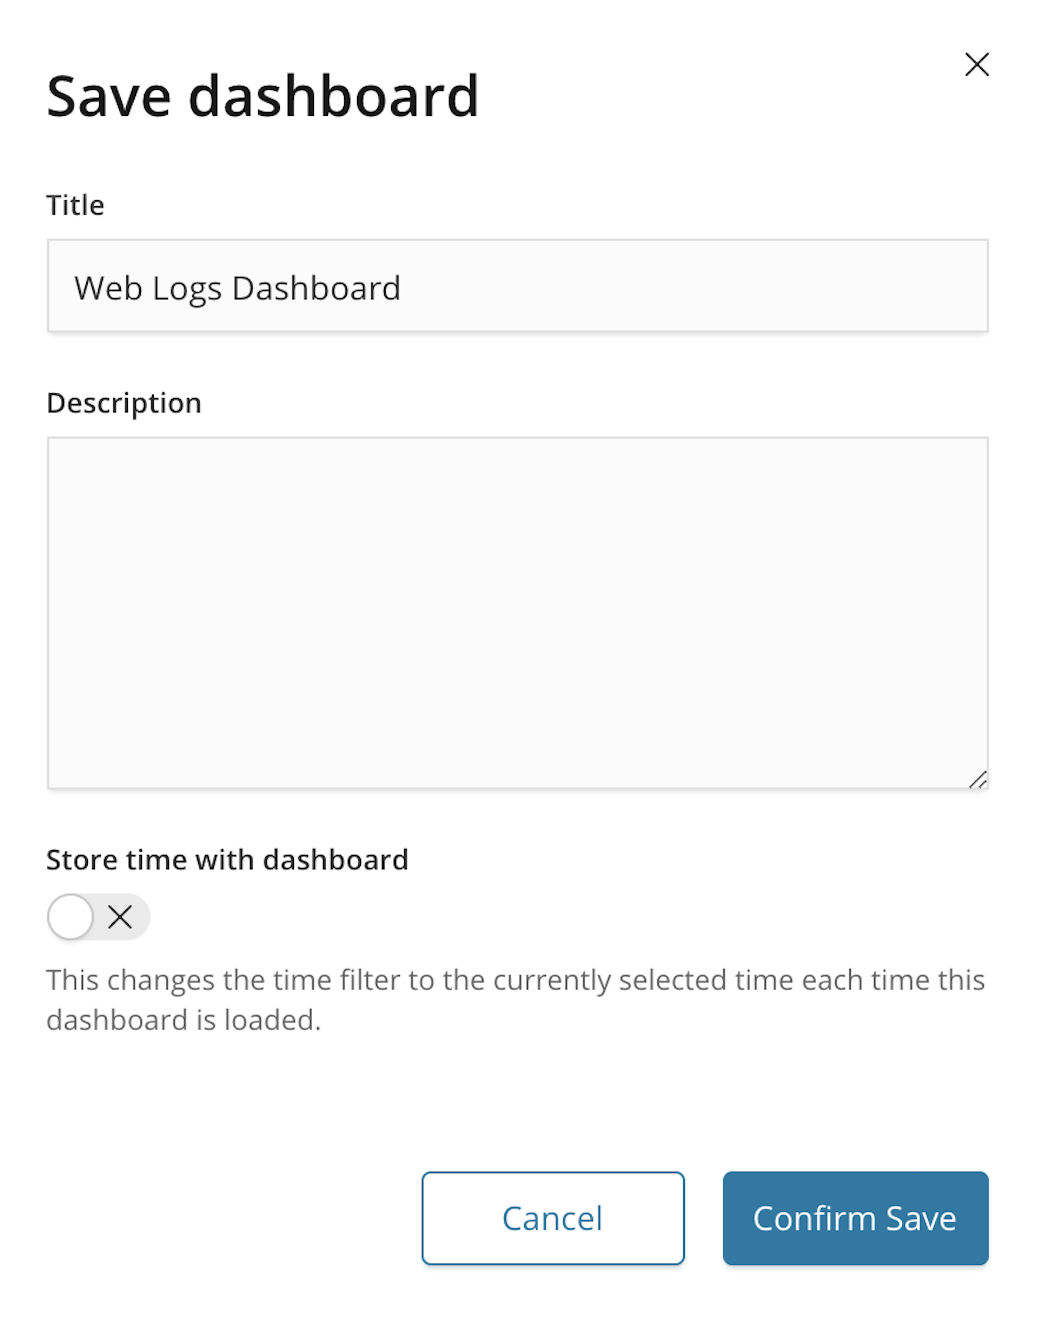 Save dashboard
Title
Web Logs Dashboard
Description
Store time with dashboard
This changes the time filter to the currently selected time each time this
dashboard is loaded.
Cancel
Confirm Save